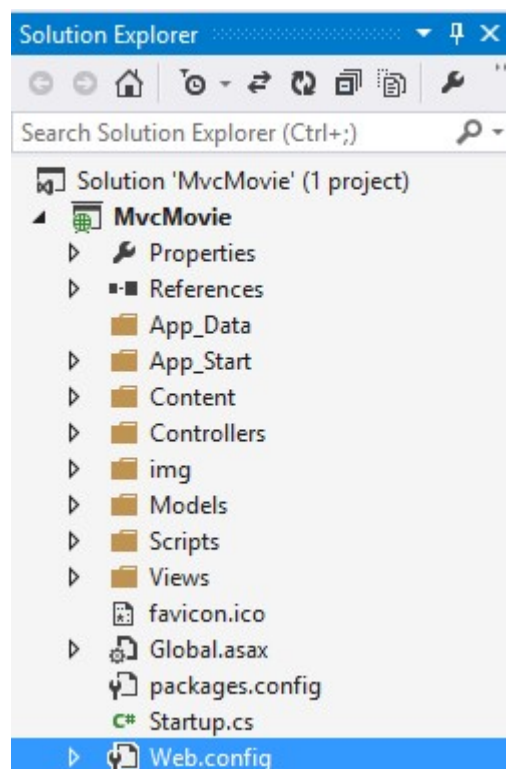 Solution Explorer
Search Solution Explorer (Ctrl+;)
Solution 'MvcMovie' (1 project)
MvcMovie
Properties
References
App_Data
App_Start
Content
Controllers
img
Models
Scripts
Views
favicon.ico
Global.asax
packages.config
C# Startup.cs
Web.config